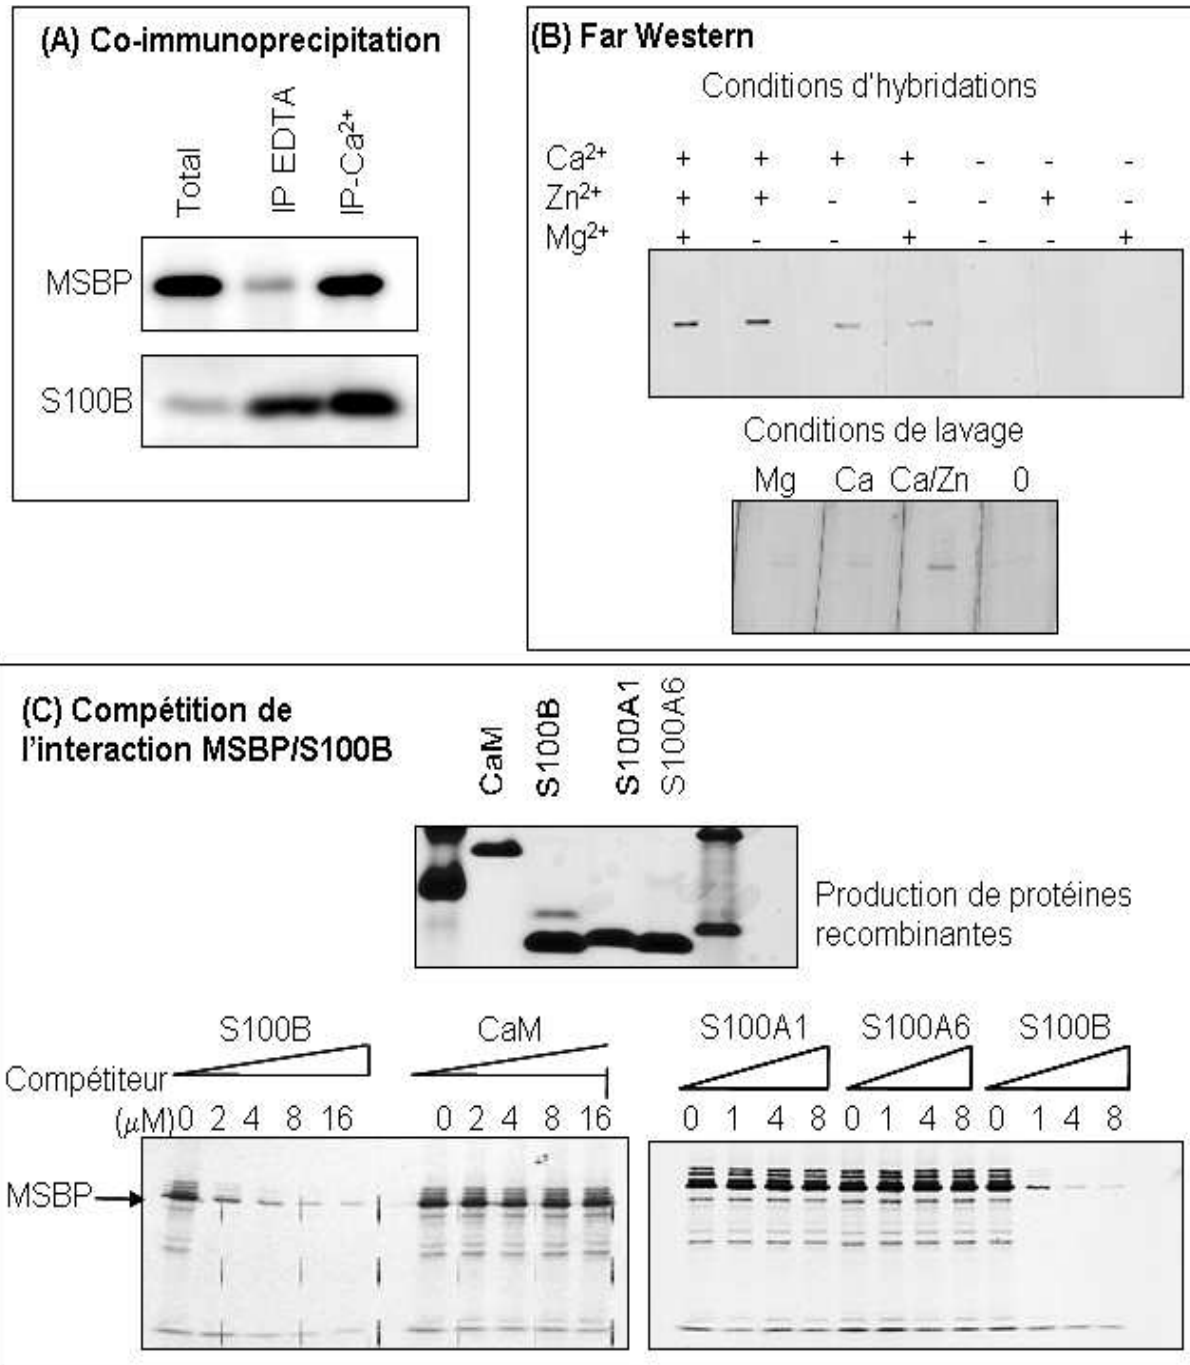 (A) Co-immunoprecipitation
Total
IP EDTA
IP-Ca²⁺
MSBP
S100B
(B) Far Western
Conditions d'hybridations
Ca²⁺ + + + + - - -
Zn²⁺ + + - - - + -
Mg²⁺ + - - + - - +
Conditions de lavage
Mg Ca Ca/Zn 0
(C) Compétition de
l'interaction MSBP/S100B
CaM
S100B
S100A1
S100A6
Production de protéines
recombinantes
S100B CaM S100A1 S100A6 S100B
Compétiteur
(μM) 0 2 4 8 16 0 2 4 8 16 0 1 4 8 0 1 4 8 0 1 4 8
MSBP